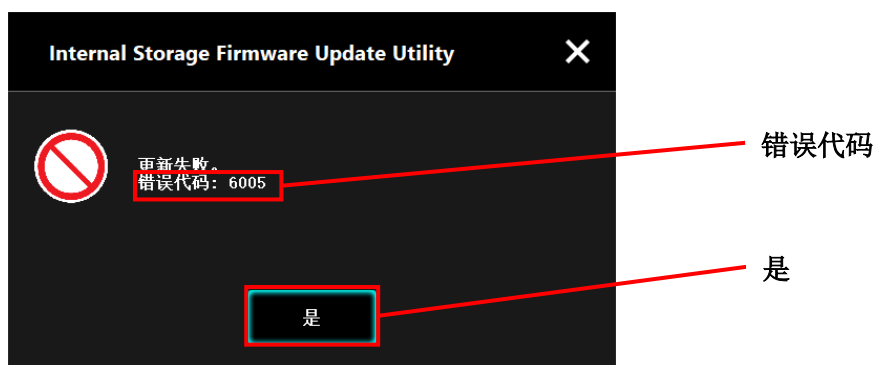 Internal Storage Firmware Update Utility
更新失败。
错误代码: 6005
错误代码
是
是